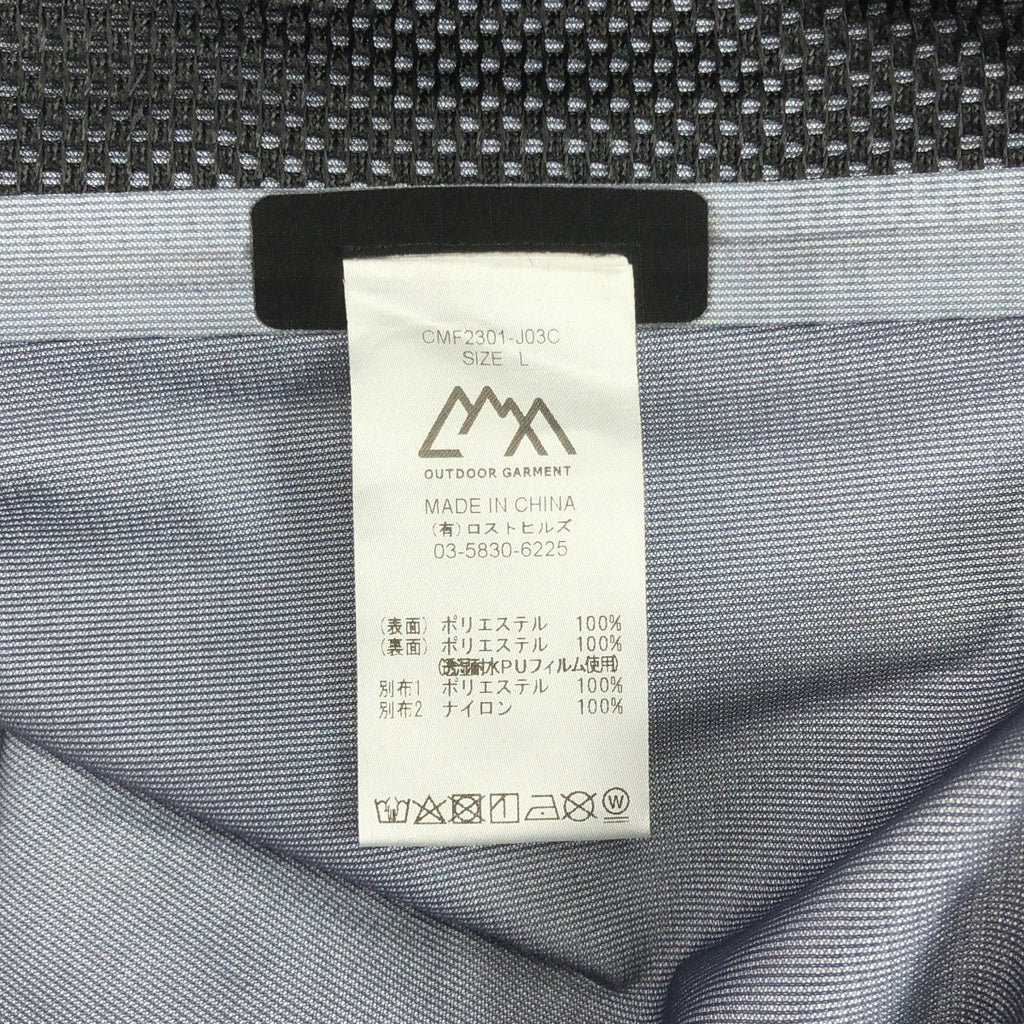 CMF2301-J03C
SIZE L
OUTDOOR GARMENT
MADE IN CHINA
(有)ロストヒルズ
03-5830-6225
(表面) ポリエステル 100%
(裏面) ポリエステル 100%
(透湿耐水PUフィルム使用)
別布1 ポリエステル 100%
別布2 ナイロン 100%
W